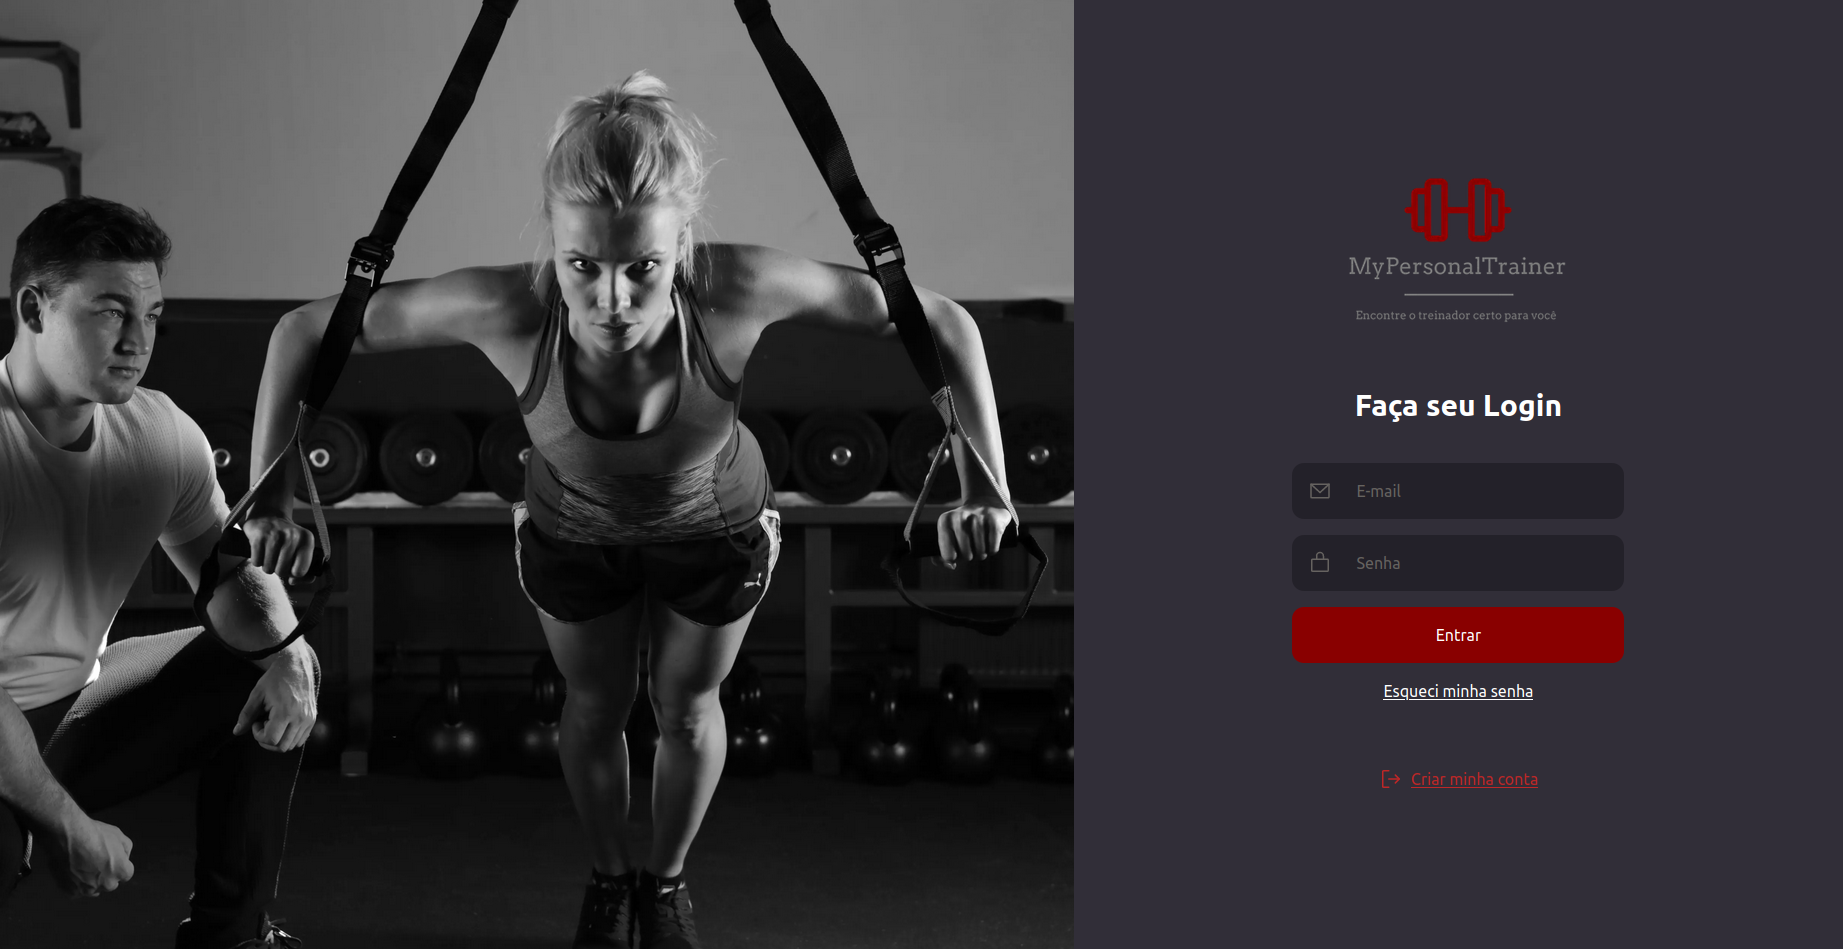 MyPersonalTrainer
Encontre o treinador certo para você
Faça seu Login
E-mail
Senha
Entrar
Esqueci minha senha
Criar minha conta